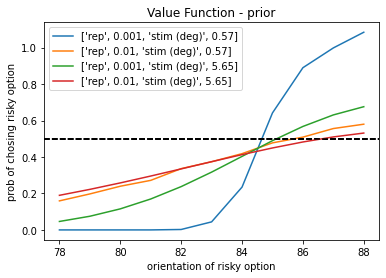 Value Function - prior
['rep', 0.001, 'stim (deg)', 0.57]
['rep', 0.01, 'stim (deg)', 0.57]
['rep', 0.001, 'stim (deg)', 5.65]
['rep', 0.01, 'stim (deg)', 5.65]
prob of chosing risky option
1.0
0.8
0.6
0.4
0.2
0.0
78 80 82 84 86 88
orientation of risky option